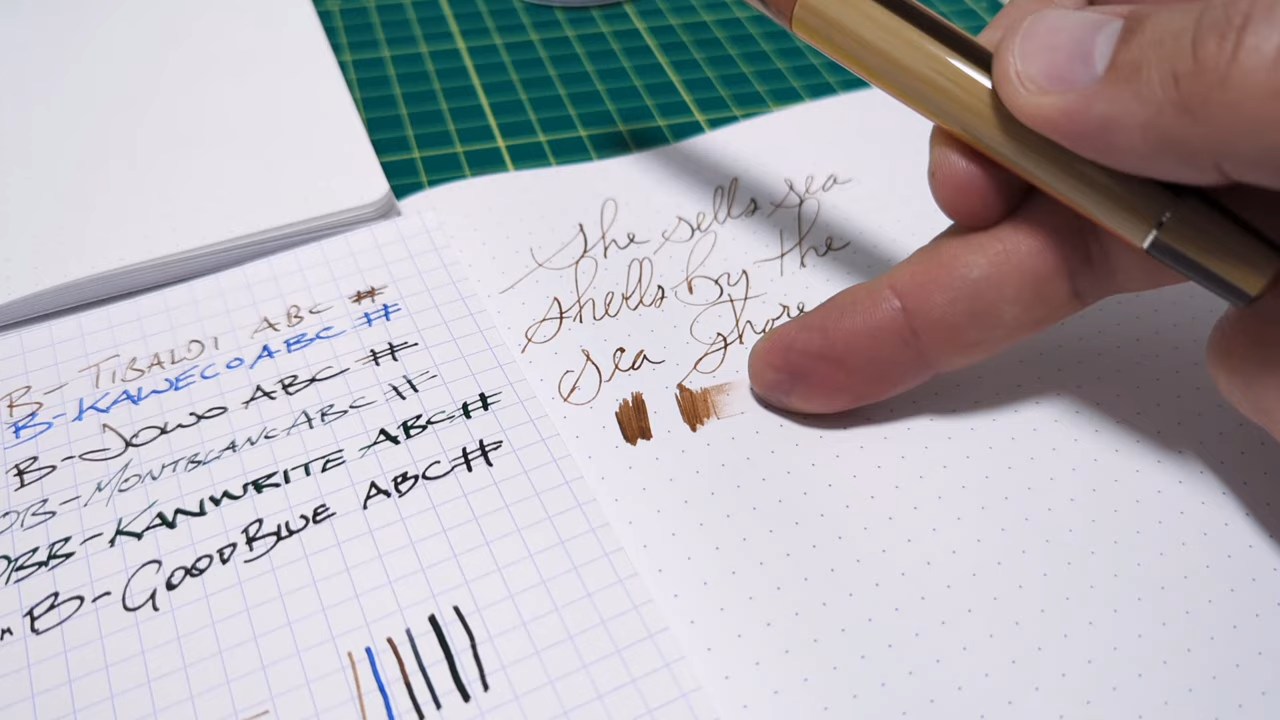 B- TIBALDI ABC #
B-KAWECO ABC #
B-JOWO ABC #
OB-MONTBLANC ABC #
OBB-KANWRITE ABC #
B-GOODBLUE ABC #
She sells sea
shells by the
sea shore